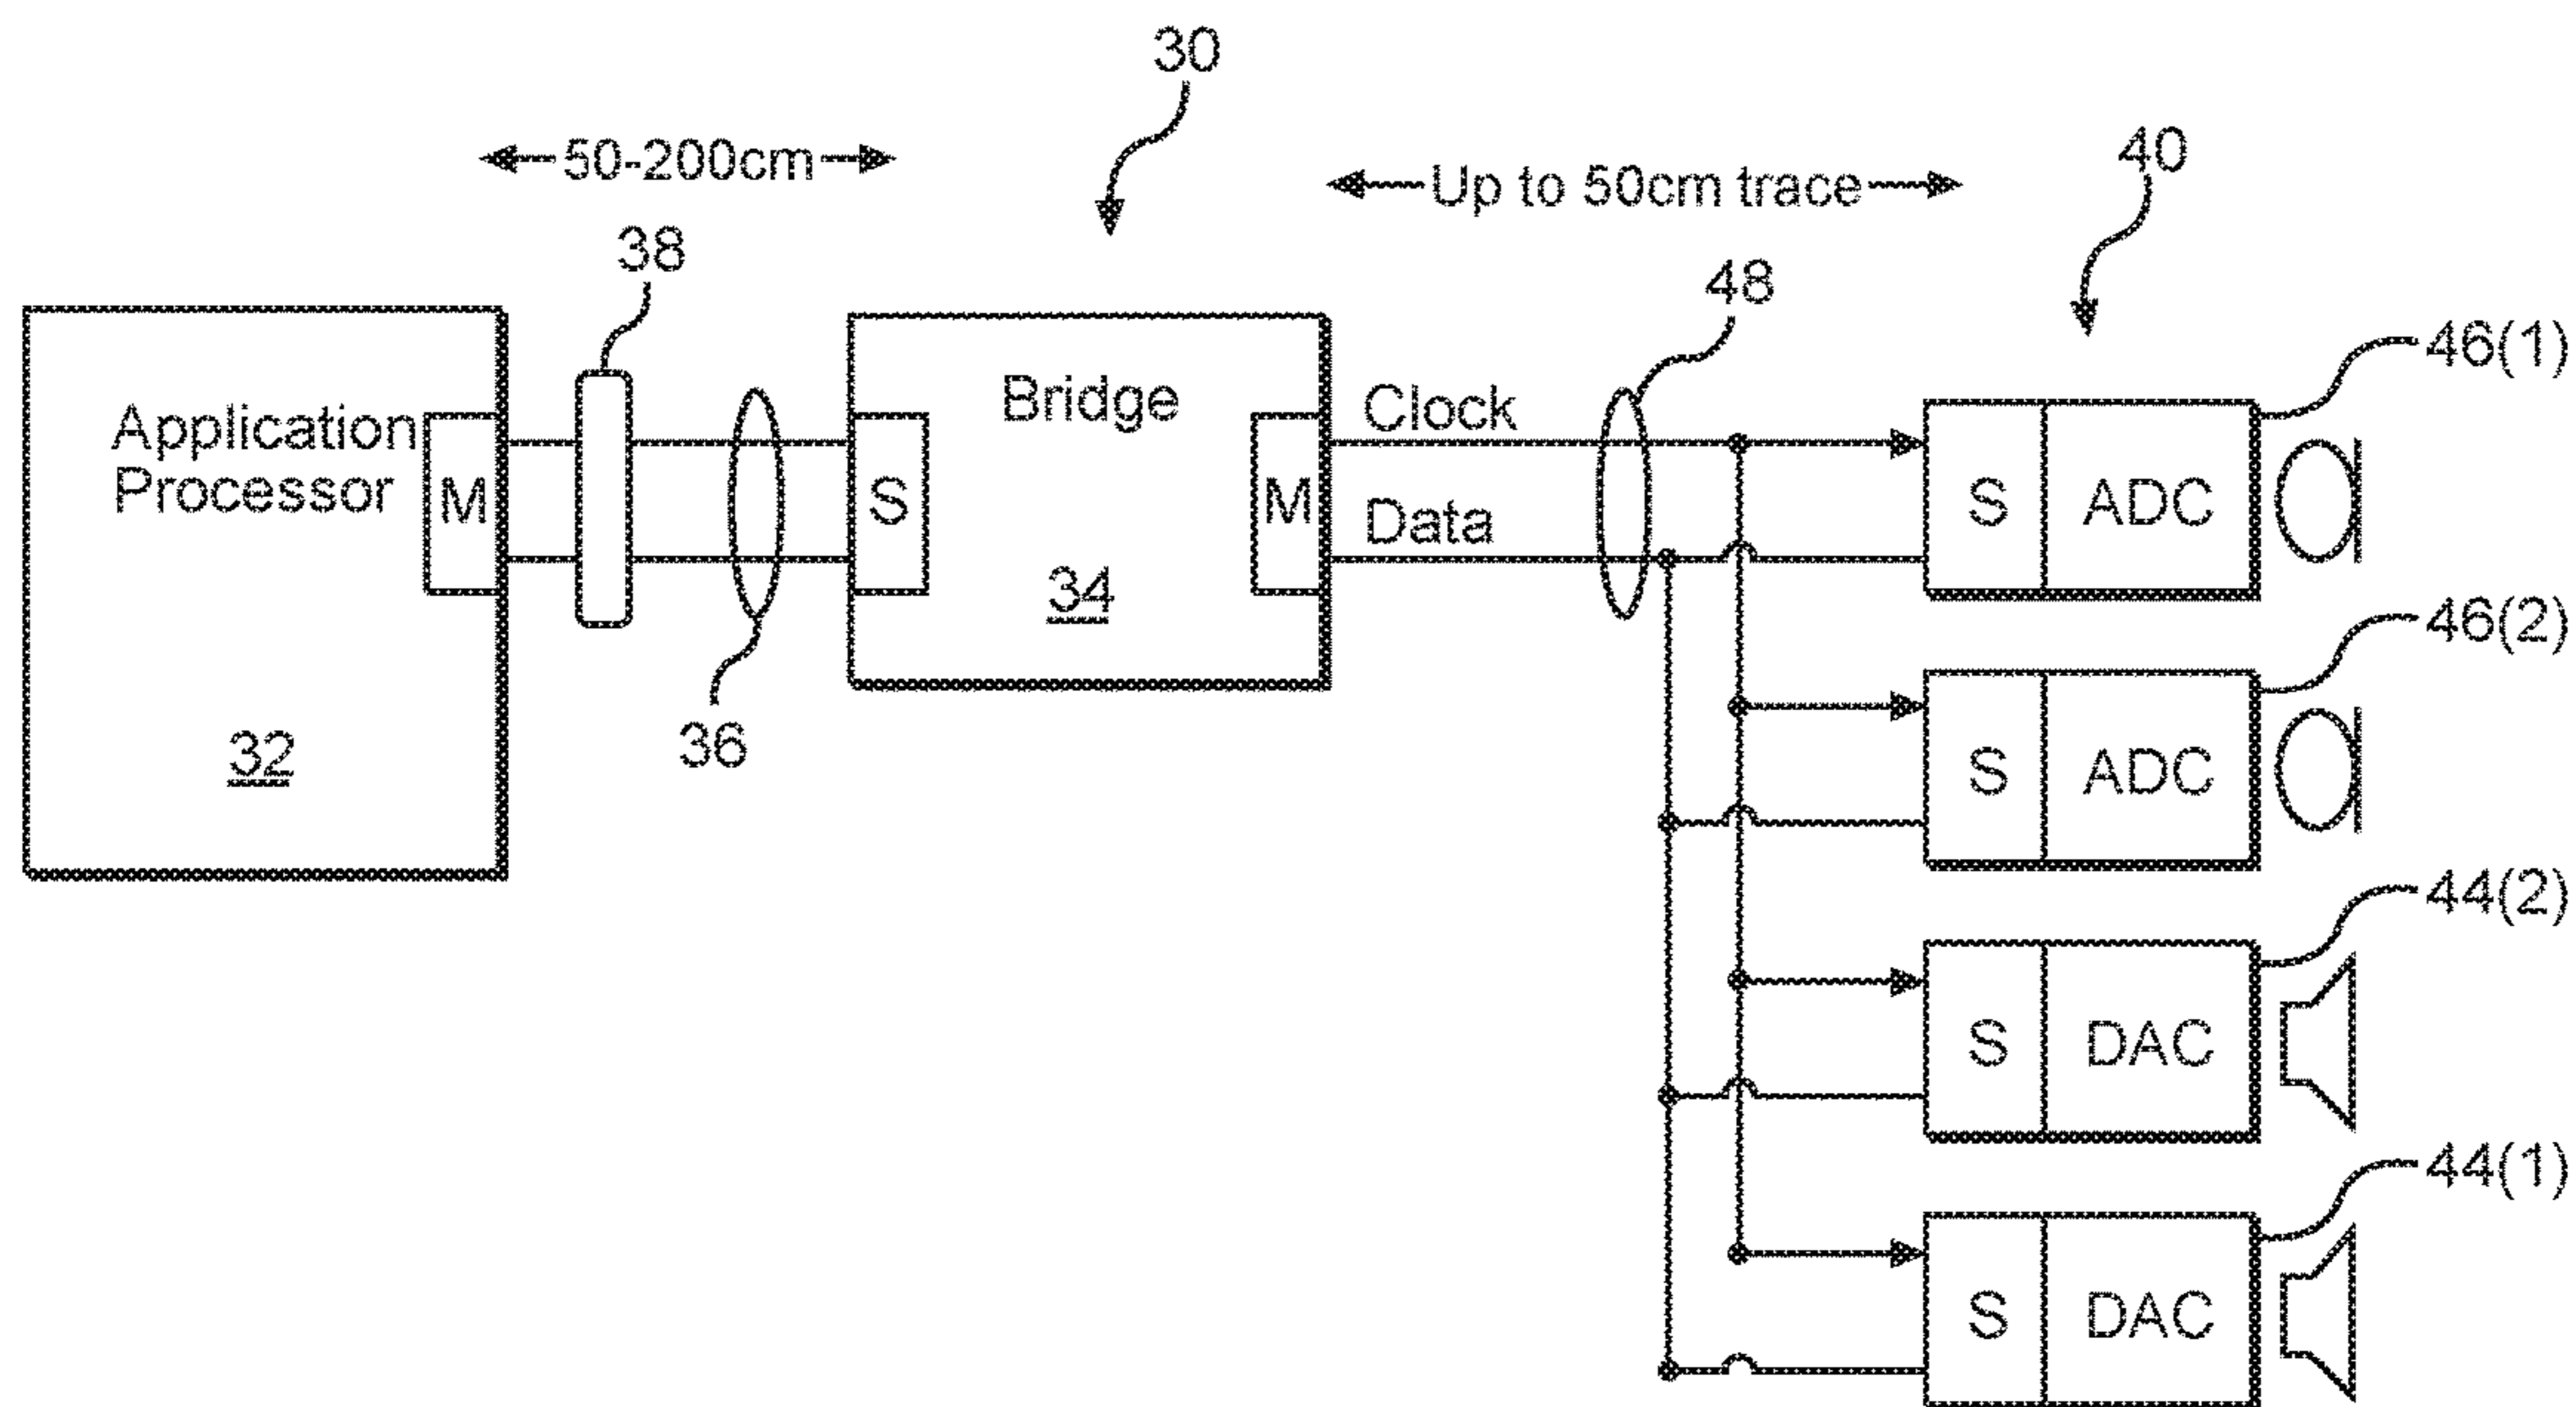 30
50-200cm
Up to 50cm trace
40
38
48
46(1)
Application
Processor
M
S
Bridge
M
Clock
Data
S ADC
34
32
36
46(2)
S ADC
44(2)
S DAC
44(1)
S DAC